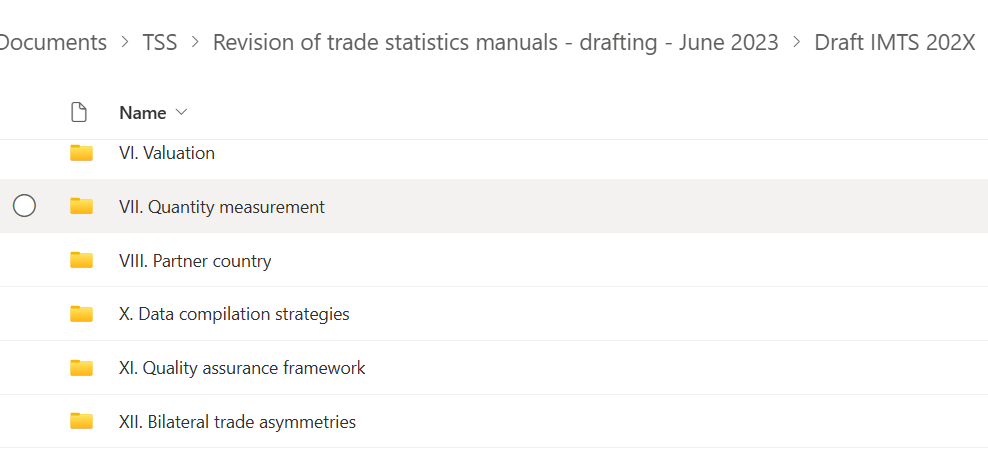 Documents > TSS > Revision of trade statistics manuals - drafting - June 2023 > Draft IMTS 202X
Name
VI. Valuation
VII. Quantity measurement
VIII. Partner country
X. Data compilation strategies
XI. Quality assurance framework
XII. Bilateral trade asymmetries